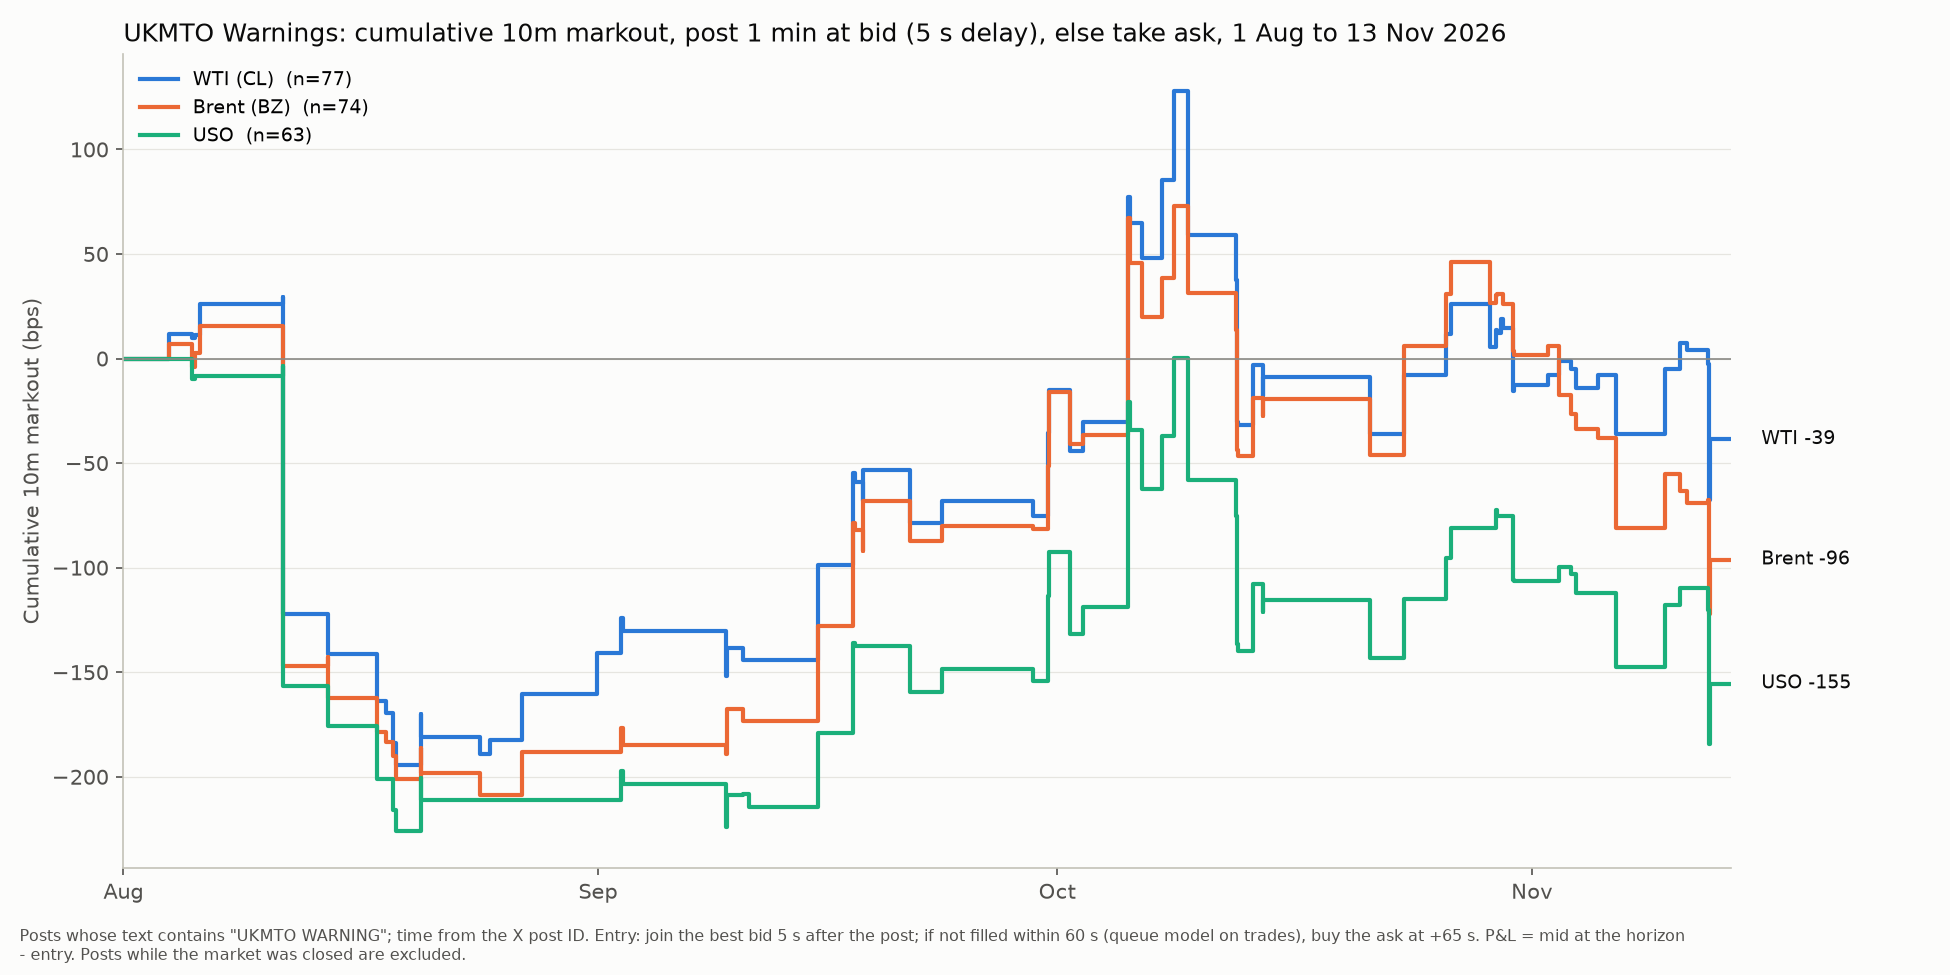 UKMTO Warnings: cumulative 10m markout, post 1 min at bid (5 s delay), else take ask, 1 Aug to 13 Nov 2026
WTI (CL)  (n=77)
Brent (BZ)  (n=74)
USO  (n=63)
Cumulative 10m markout (bps)
100
50
0
−50
−100
−150
−200
WTI -39
Brent -96
USO -155
Aug
Sep
Oct
Nov
Posts whose text contains "UKMTO WARNING"; time from the X post ID. Entry: join the best bid 5 s after the post; if not filled within 60 s (queue model on trades), buy the ask at +65 s. P&L = mid at the horizon
- entry. Posts while the market was closed are excluded.